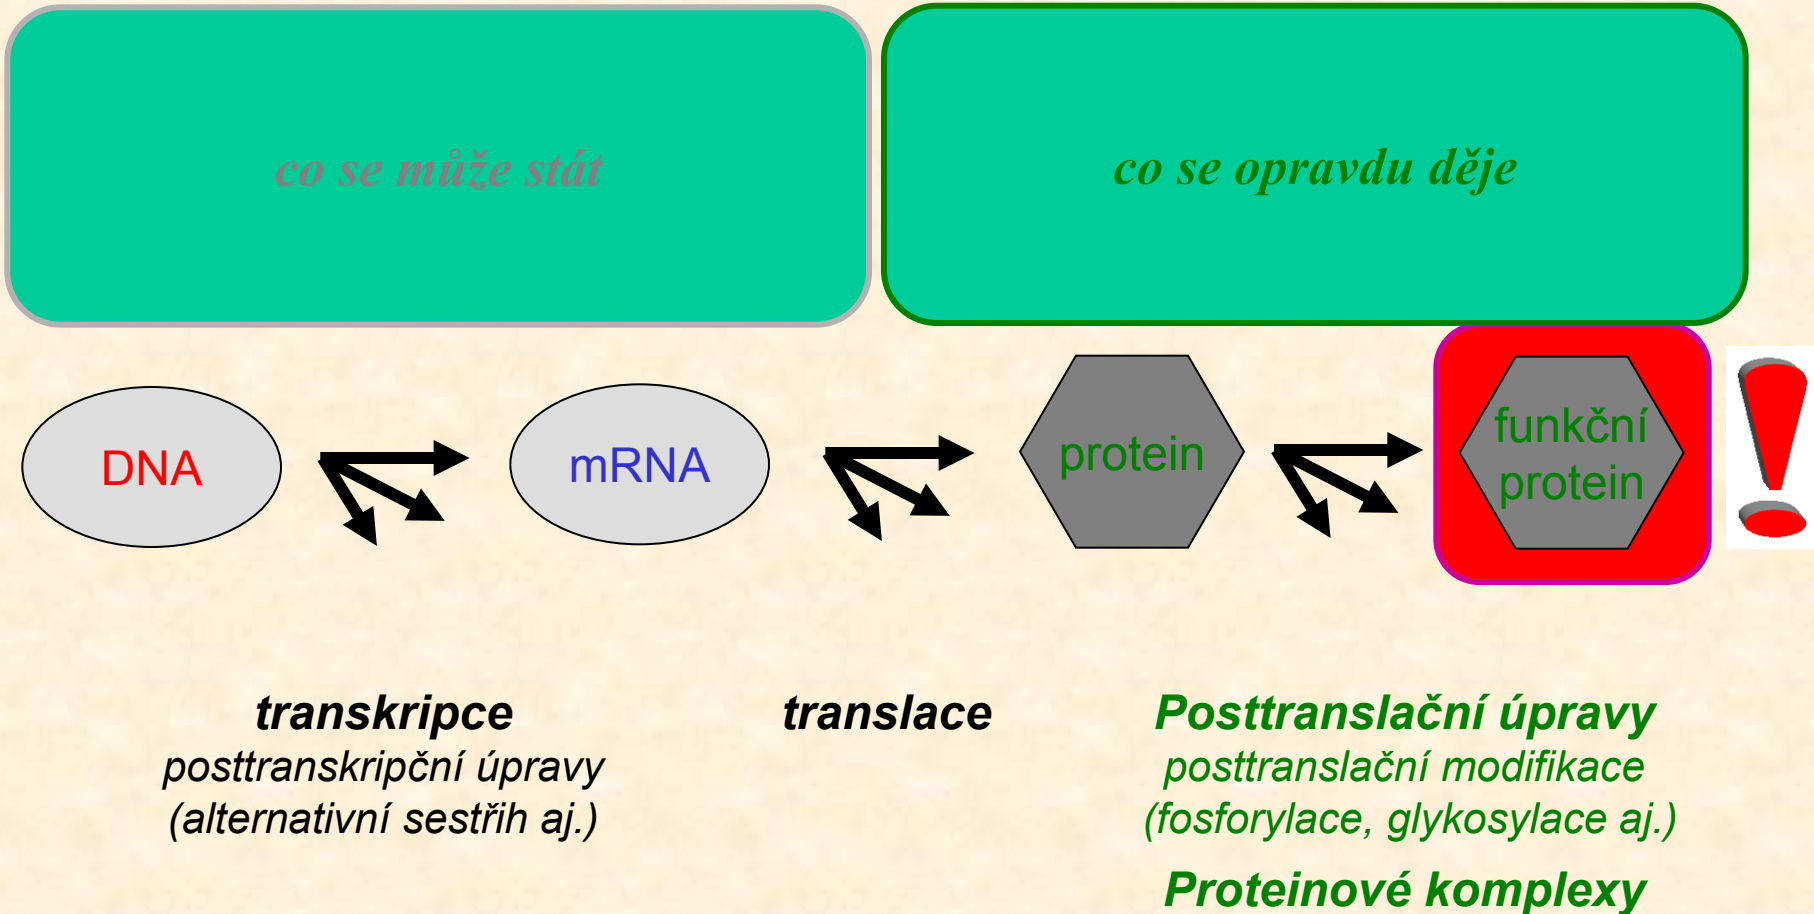 co se může stát
co se opravdu děje
DNA
mRNA
protein
funkční
protein
transkripce
posttranskripční úpravy
(alternativní sestřih aj.)
translace
Posttranslační úpravy
posttranslační modifikace
(fosforylace, glykosylace aj.)
Proteinové komplexy